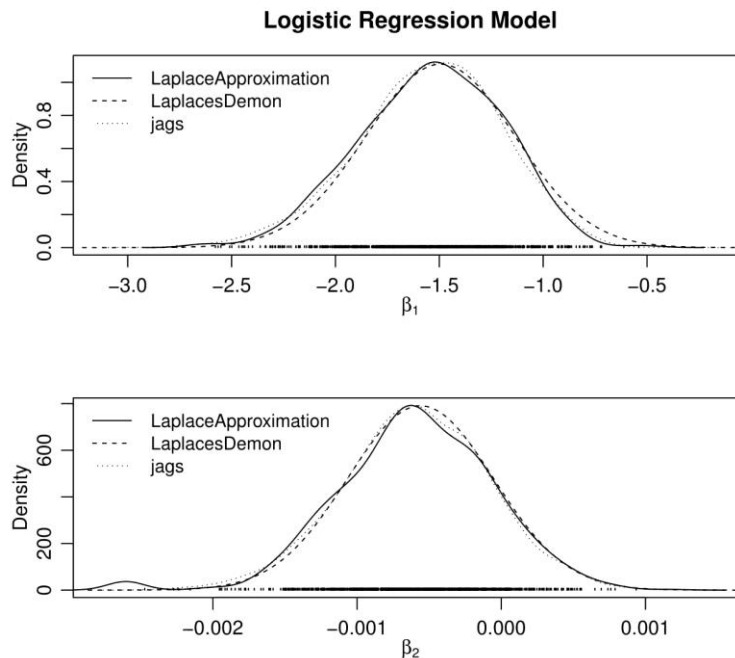 Logistic Regression Model
LaplaceApproximation
LaplacesDemon
jags
Density
0.0 0.4 0.8
−3.0 −2.5 −2.0 −1.5 −1.0 −0.5
β1
LaplaceApproximation
LaplacesDemon
jags
Density
0 200 600
−0.002 −0.001 0.000 0.001
β2